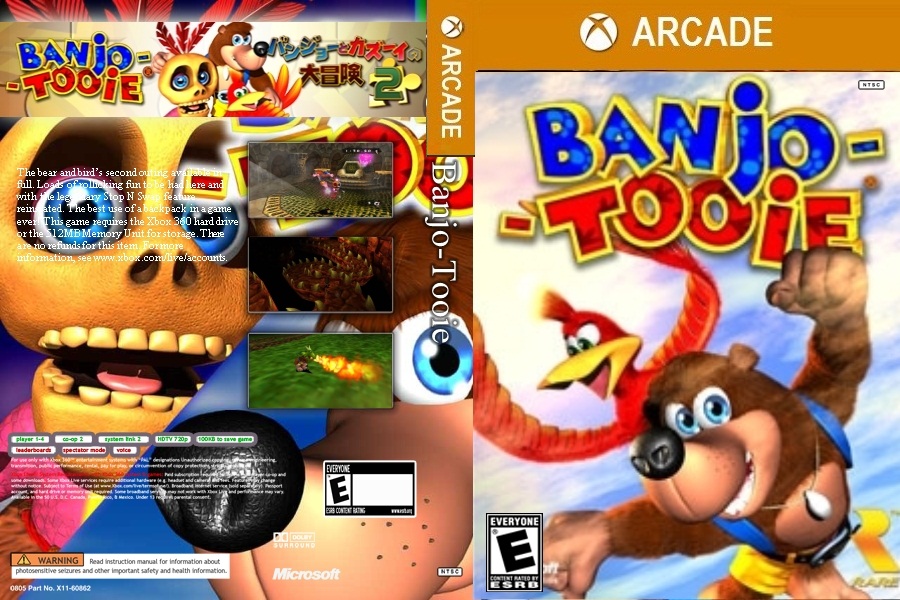 BANJO-
-TOOIE
バンジョーとカズーイの
大冒険
2
The bear and bird's second outing available in
full. Loads of rollicking fun to be had here and
with the legendary Stop N Swop feature
reinstated. The best use of a backpack in a game
ever. This game requires the Xbox 360 hard drive
or the 512MB Memory Unit for storage. There
are no refunds for this item. For more
information, see www.xbox.com/live/accounts.
player 1-4
co-op 2
system link 2
HDTV 720p
100KB to save game
leaderboards
spectator mode
voice
EVERYONE
E
ESRB CONTENT RATING www.esrb.org
DOLBY
SURROUND
WARNING
Read instruction manual for information about
photosensitive seizures and other important safety and health information.
Microsoft
0805 Part No. X11-60862
ARCADE
Banjo-Tooie
NTSC
ARCADE
NTSC
BANJO-
-TOOIE
EVERYONE
E
CONTENT RATED BY
ESRB
RARE